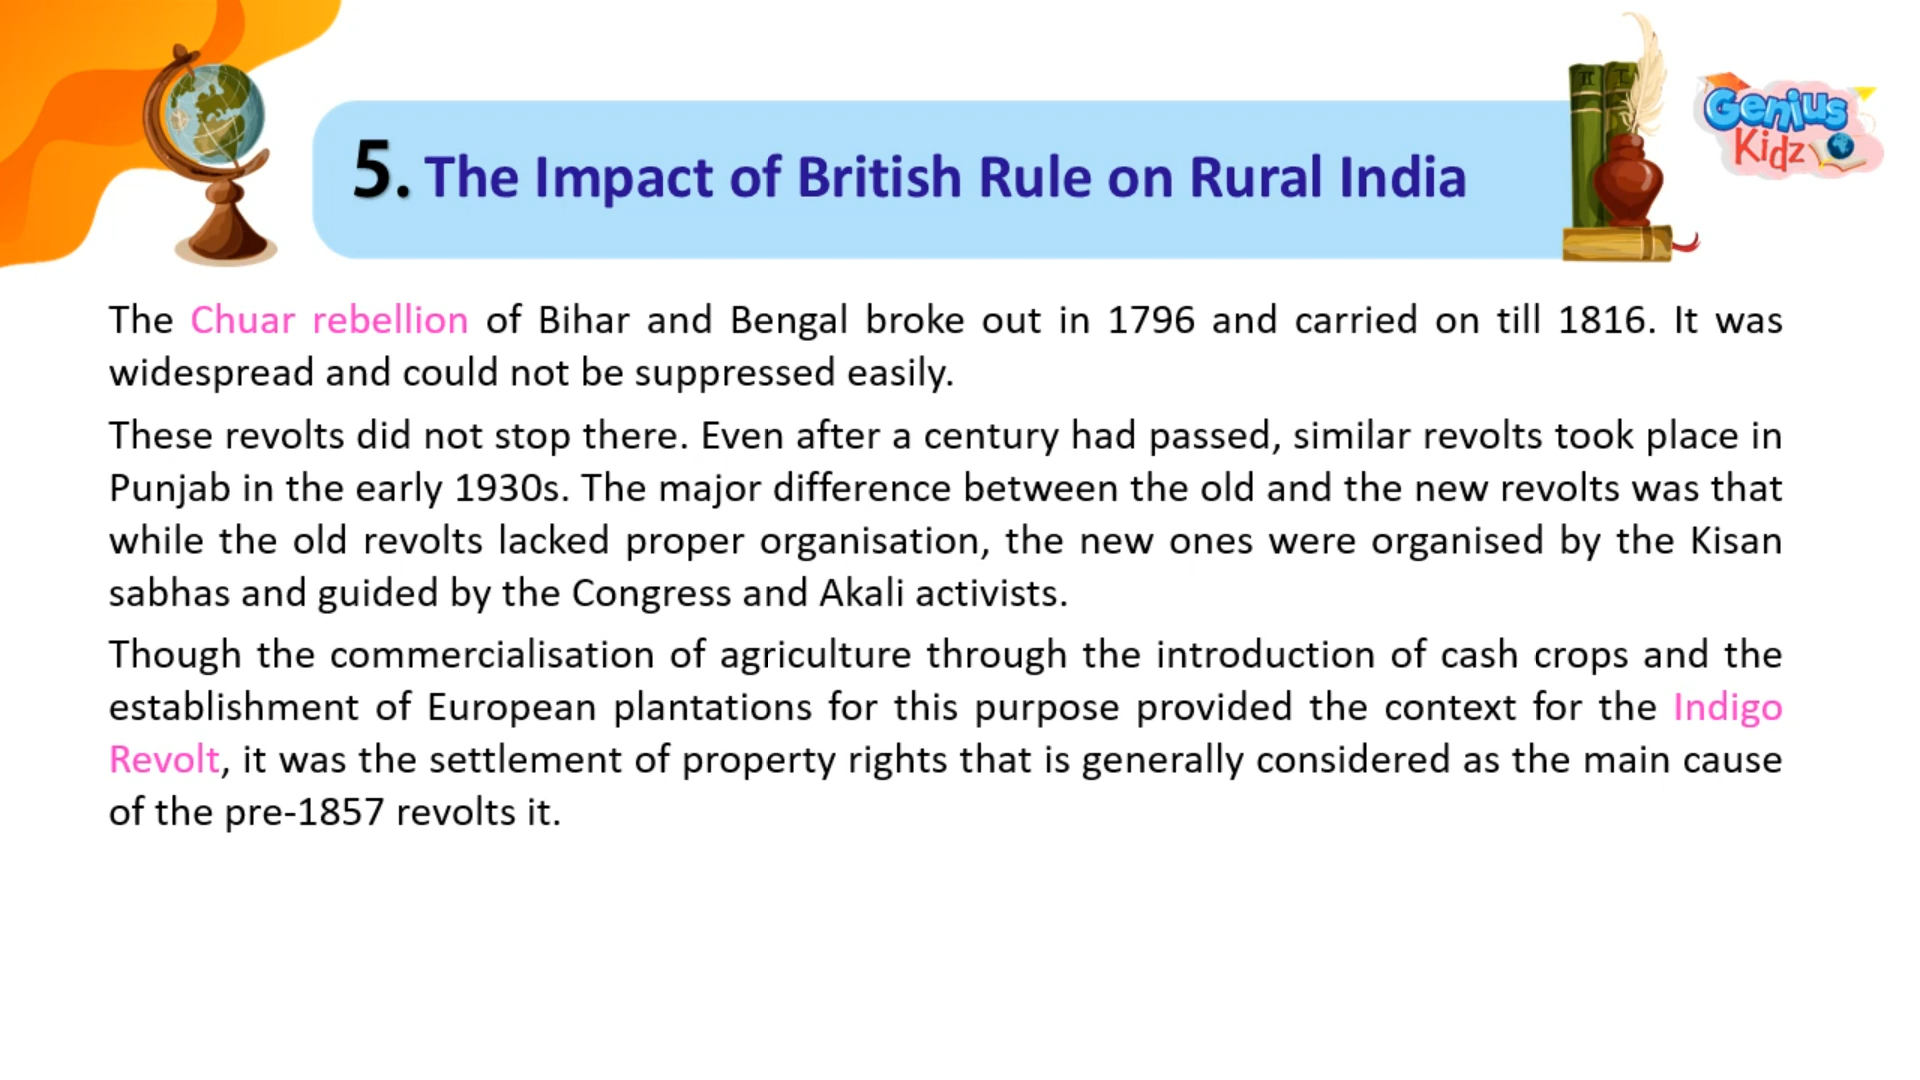 Genius
Kidz
5. The Impact of British Rule on Rural India
The Chuar rebellion of Bihar and Bengal broke out in 1796 and carried on till 1816. It was
widespread and could not be suppressed easily.
These revolts did not stop there. Even after a century had passed, similar revolts took place in
Punjab in the early 1930s. The major difference between the old and the new revolts was that
while the old revolts lacked proper organisation, the new ones were organised by the Kisan
sabhas and guided by the Congress and Akali activists.
Though the commercialisation of agriculture through the introduction of cash crops and the
establishment of European plantations for this purpose provided the context for the Indigo
Revolt, it was the settlement of property rights that is generally considered as the main cause
of the pre-1857 revolts it.